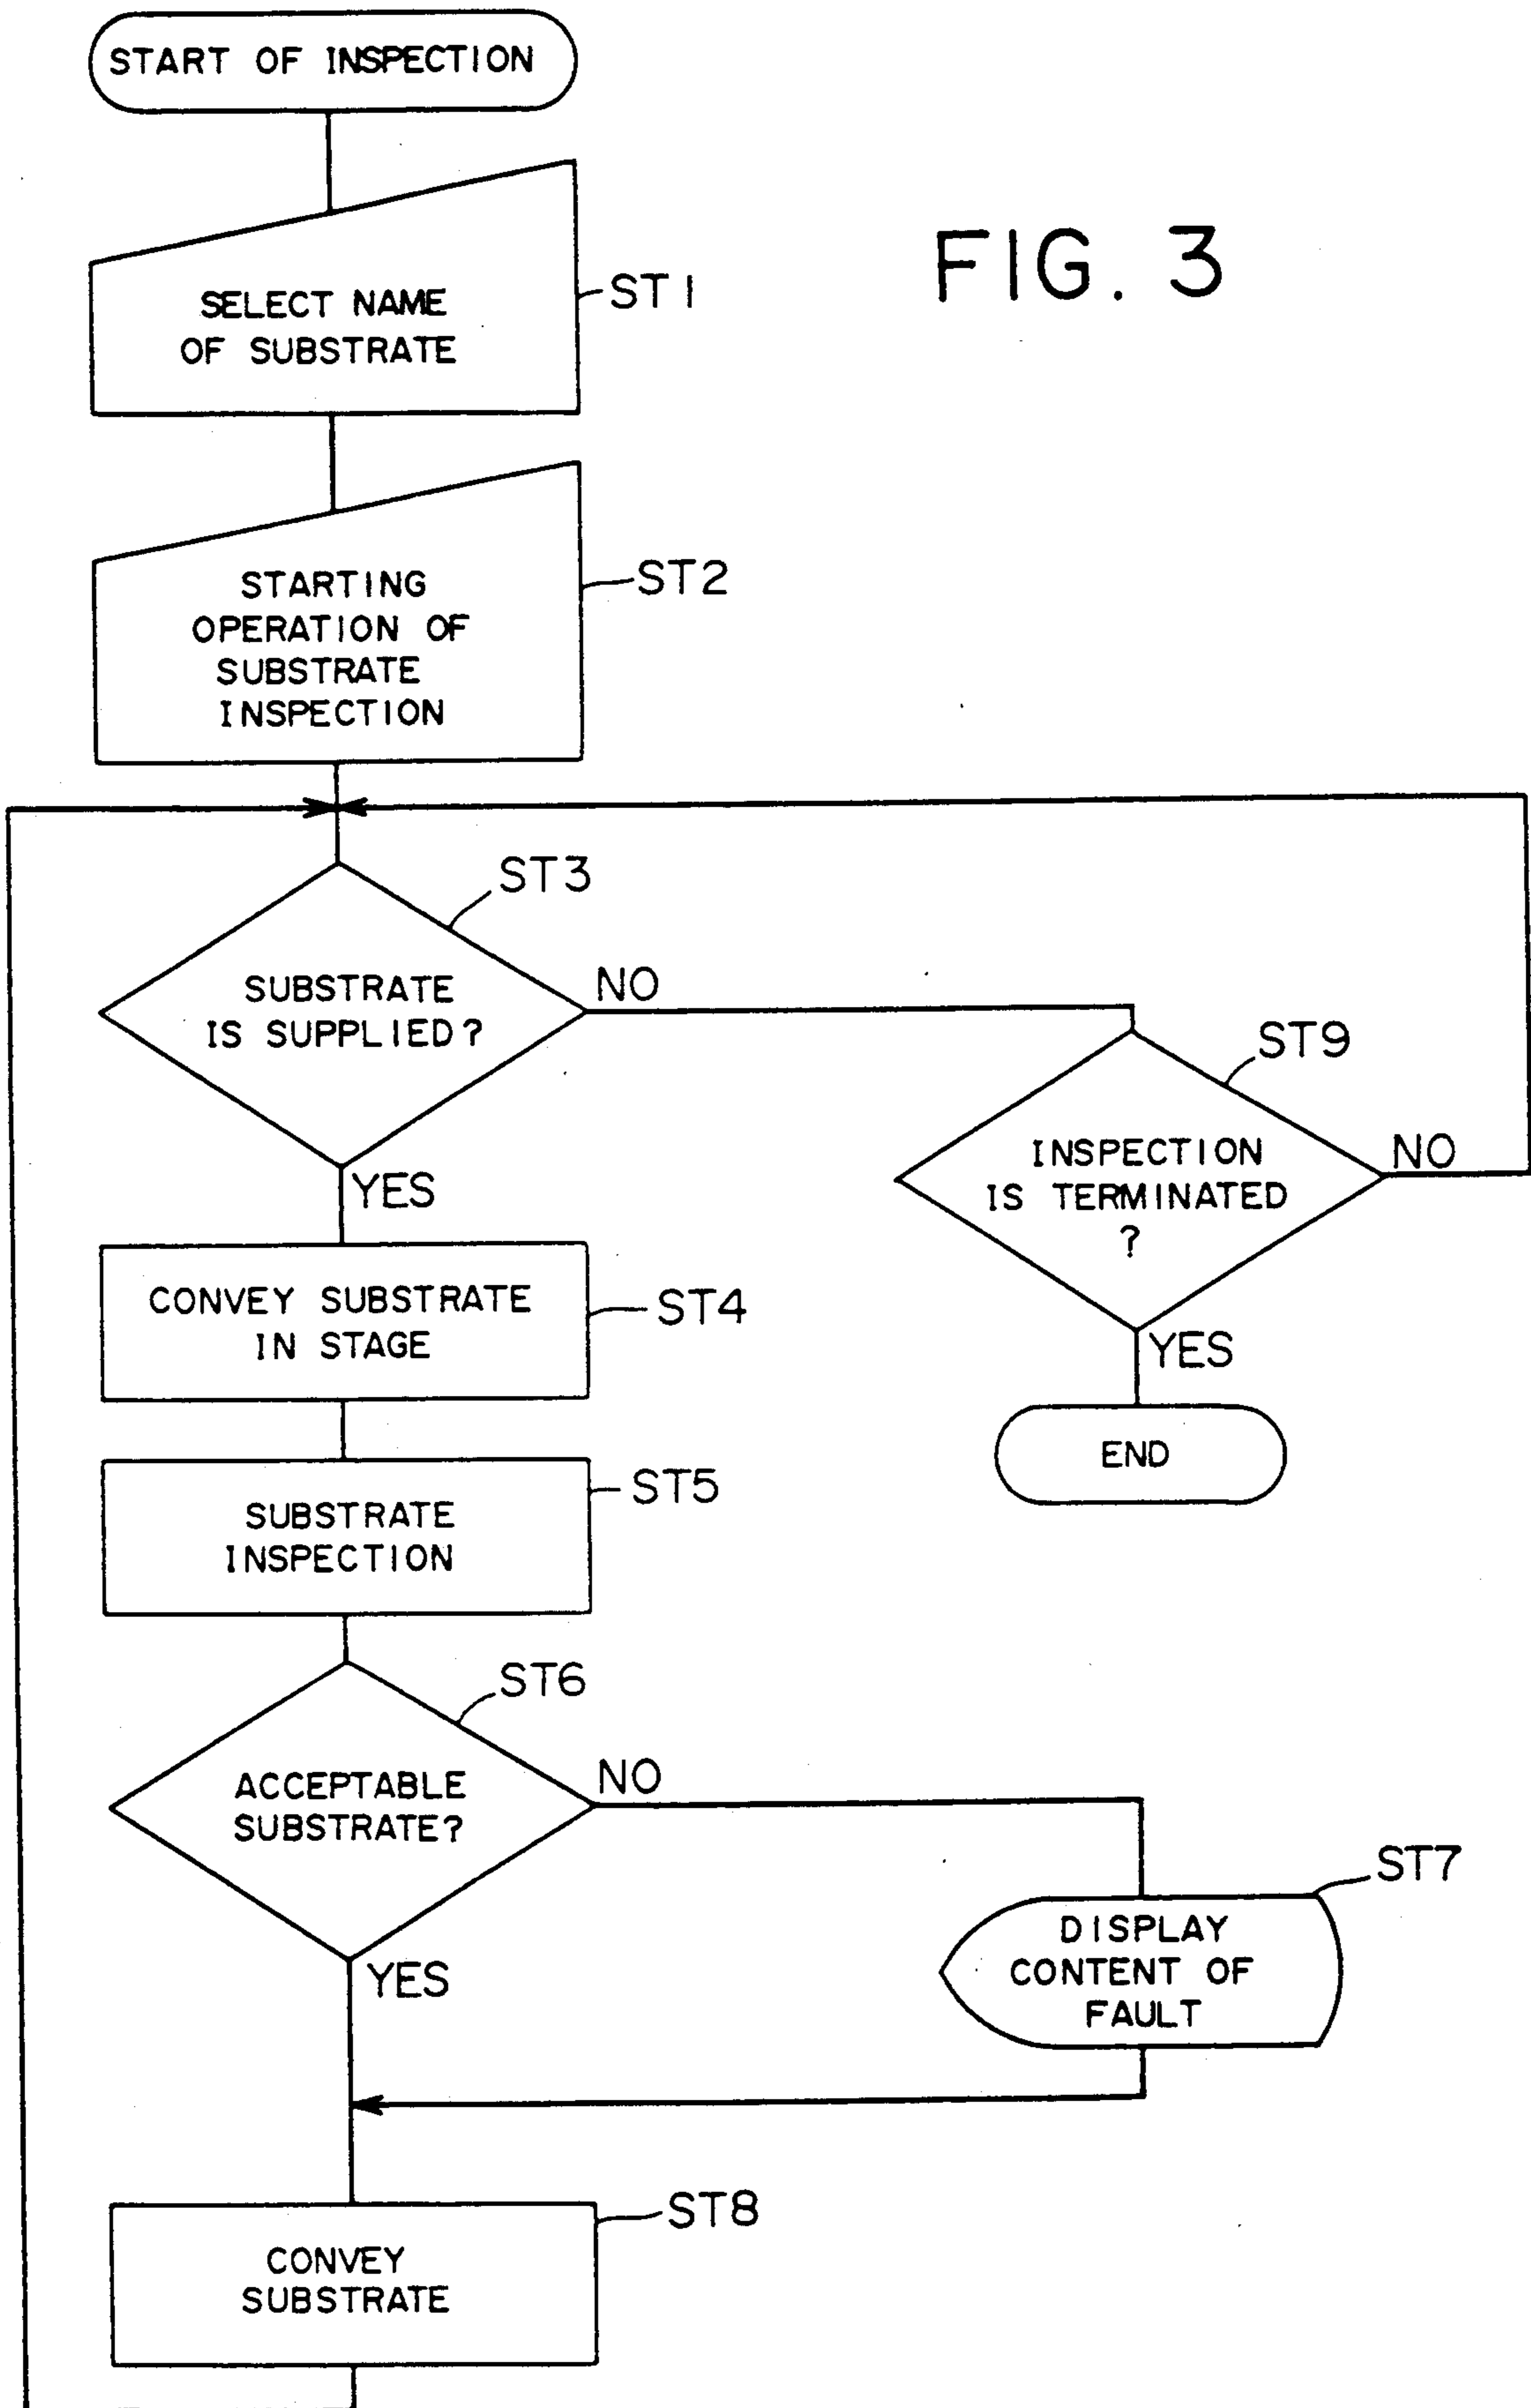 START OF INSPECTION
FIG. 3
SELECT NAME
OF SUBSTRATE
ST1
STARTING
OPERATION OF
SUBSTRATE
INSPECTION
ST2
ST3
SUBSTRATE
IS SUPPLIED?
NO
YES
ST9
INSPECTION
IS TERMINATED
?
NO
YES
END
CONVEY SUBSTRATE
IN STAGE
ST4
SUBSTRATE
INSPECTION
ST5
ST6
ACCEPTABLE
SUBSTRATE?
NO
YES
ST7
DISPLAY
CONTENT OF
FAULT
CONVEY
SUBSTRATE
ST8